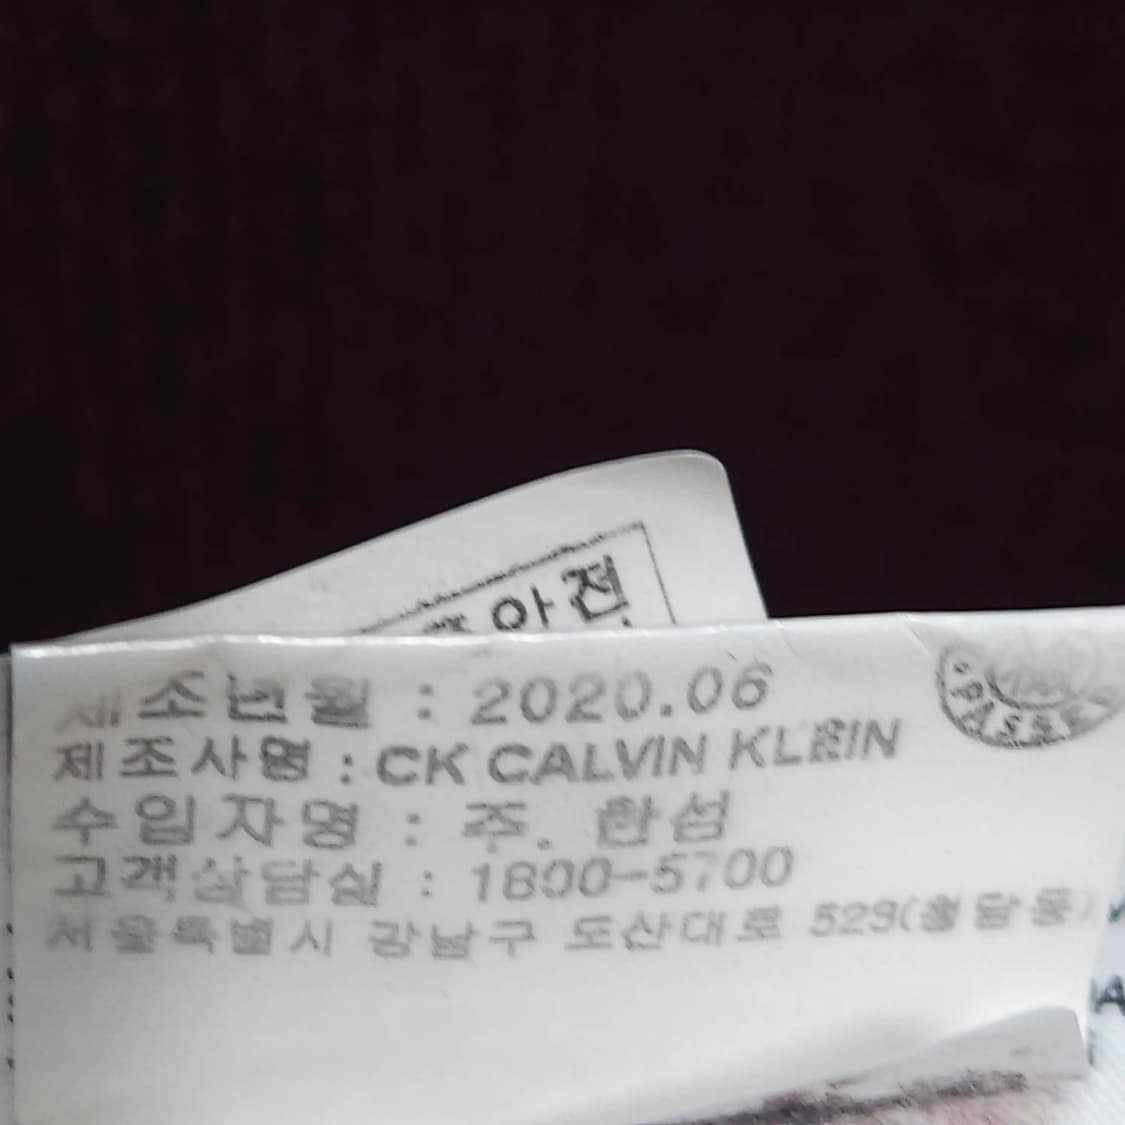 안전
제조년월 : 2020.06
제조사명 : CK CALVIN KLEIN
수입자명 : 주. 한섬
고객상담실 : 1800-5700
서울특별시 강남구 도산대로 529(청담동)